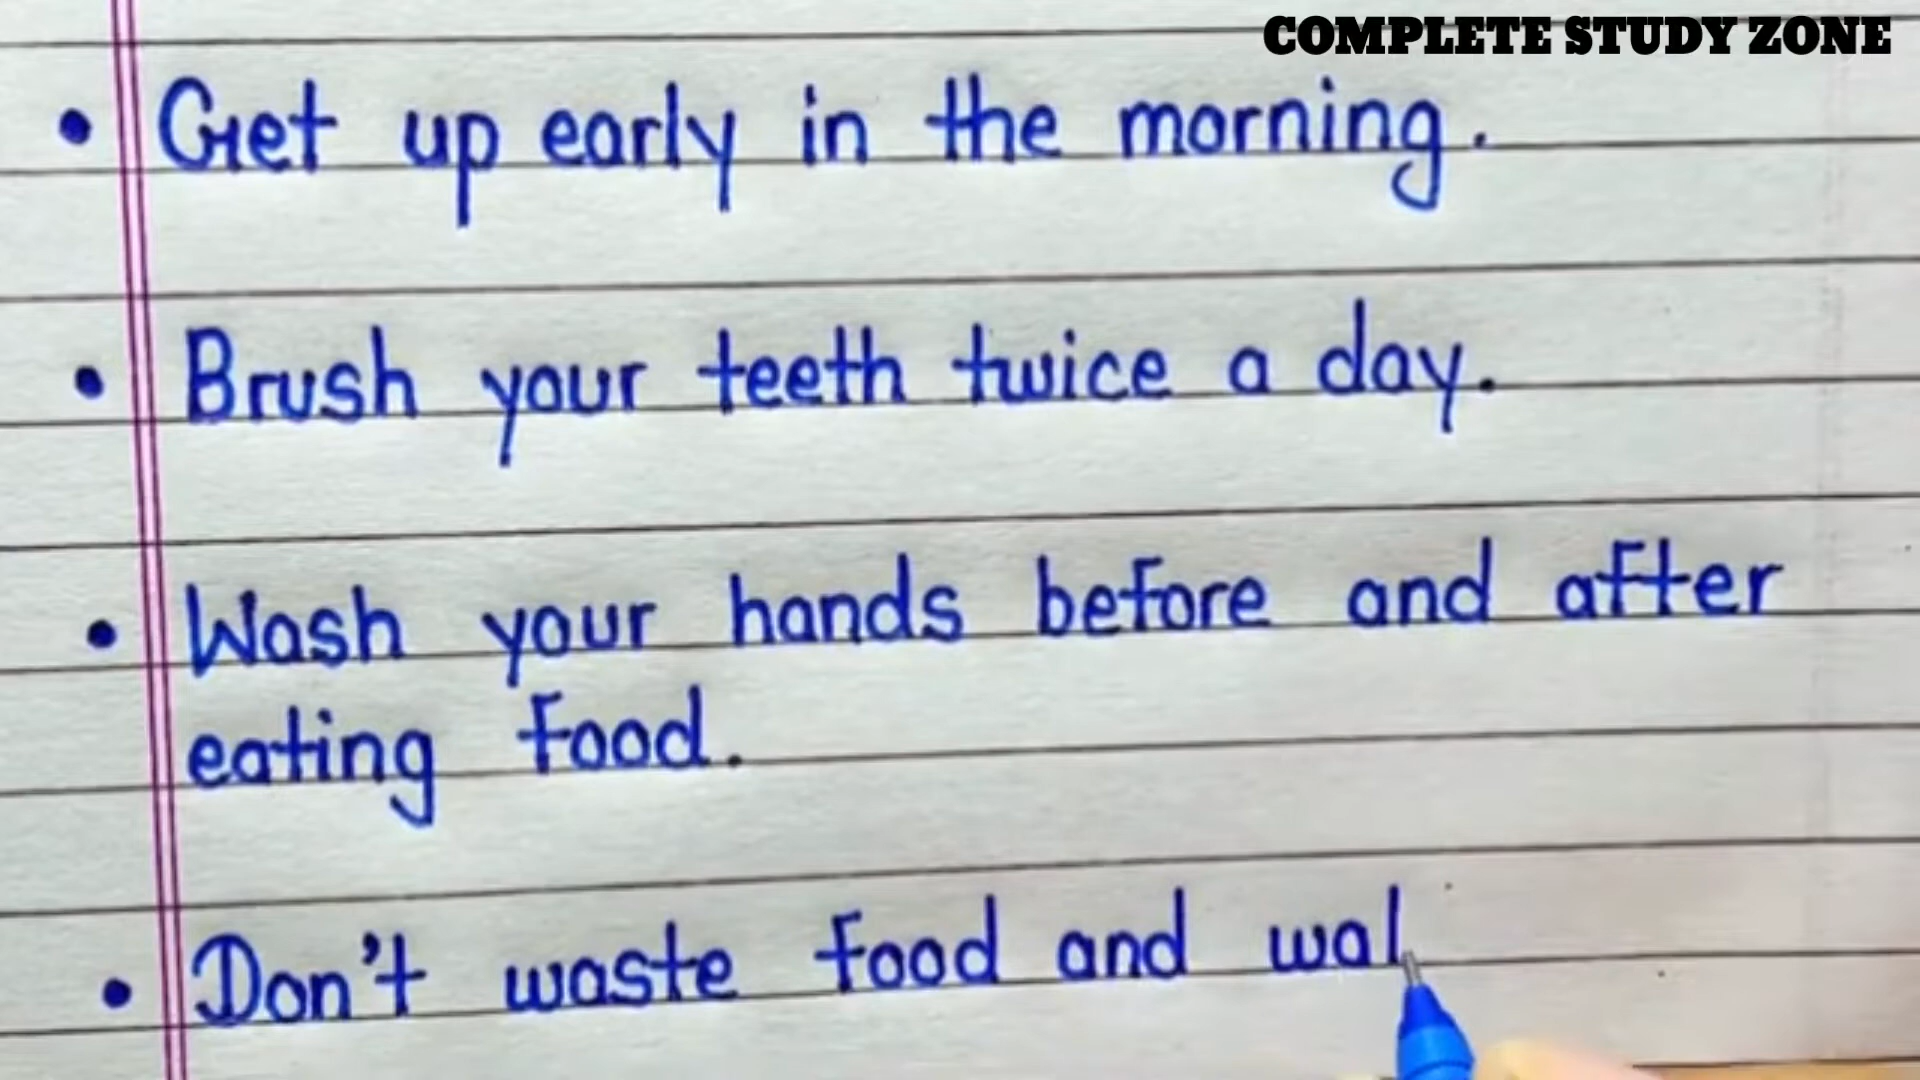 COMPLETE STUDY ZONE
• Get up early in the morning.
• Brush your teeth twice a day.
• Wash your hands before and after
eating food.
• Don't waste food and wal